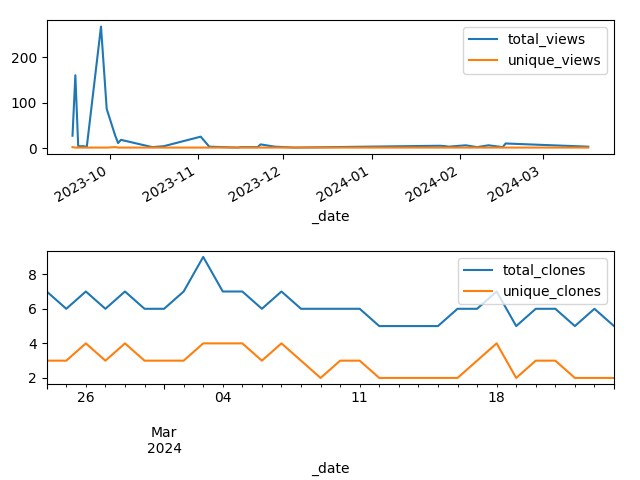 total_views
unique_views
200
100
0
2023-10
2023-11
2023-12
2024-01
2024-02
2024-03
_date
total_clones
unique_clones
8
6
4
2
26
04
11
18
Mar
2024
_date